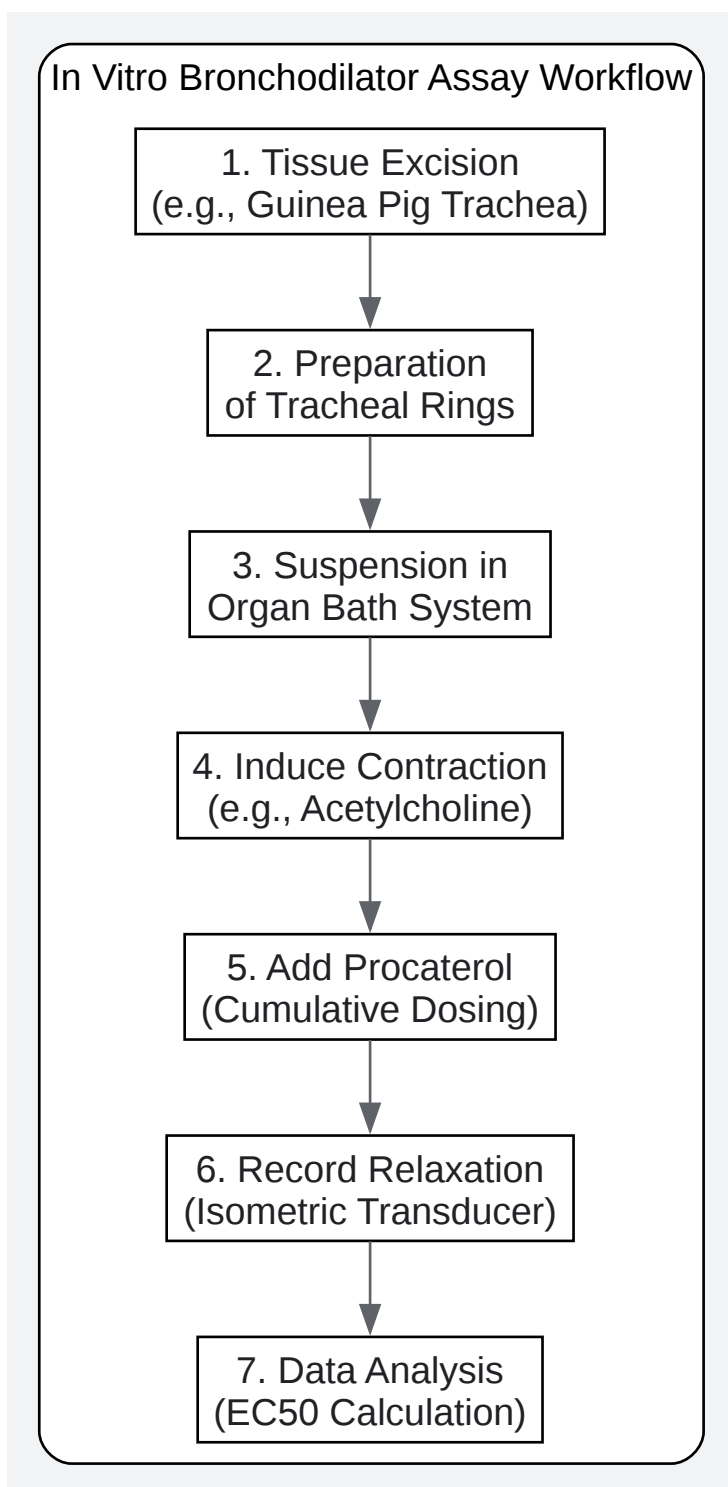 In Vitro Bronchodilator Assay Workflow
1. Tissue Excision
(e.g., Guinea Pig Trachea)
2. Preparation
of Tracheal Rings
3. Suspension in
Organ Bath System
4. Induce Contraction
(e.g., Acetylcholine)
5. Add Procaterol
(Cumulative Dosing)
6. Record Relaxation
(Isometric Transducer)
7. Data Analysis
(EC50 Calculation)